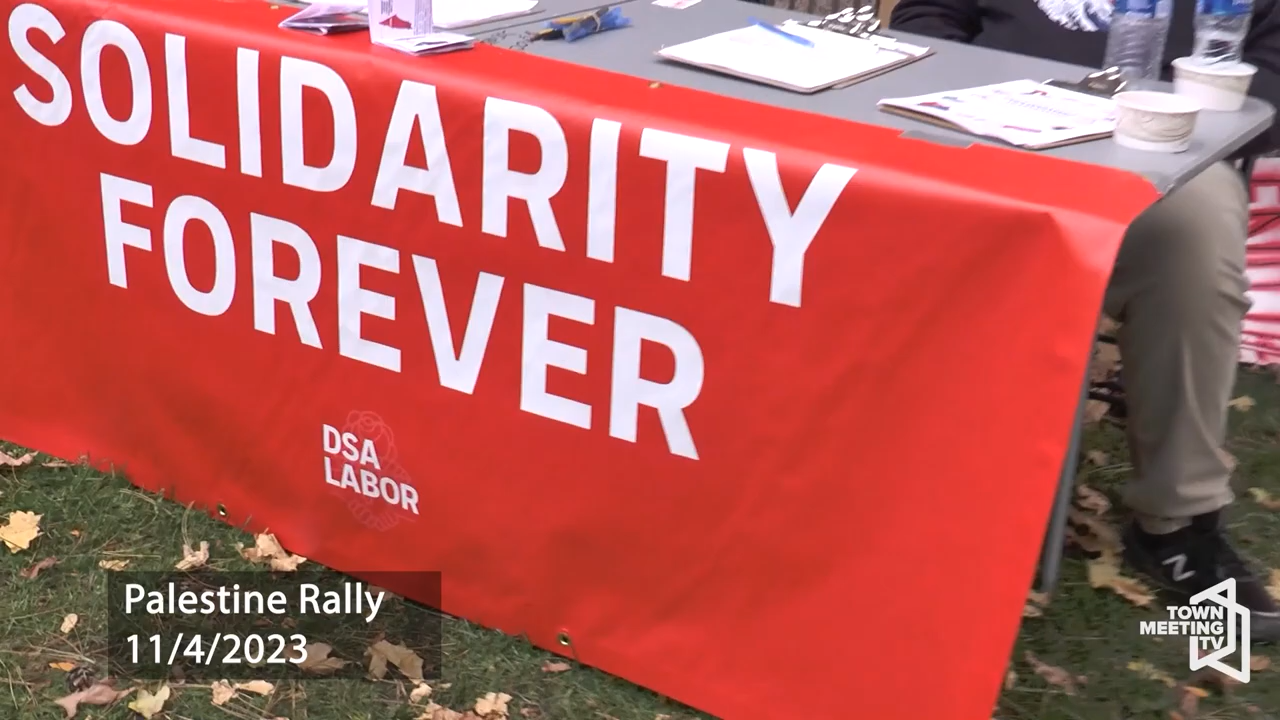 SOLIDARITY
FOREVER
DSA
LABOR
Palestine Rally
11/4/2023
TOWN
MEETING
TV